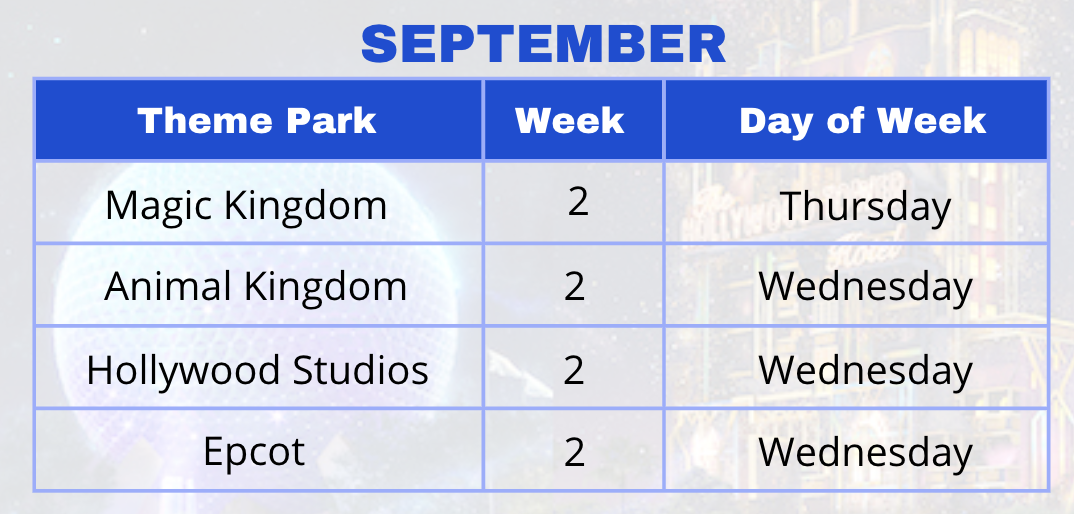 SEPTEMBER
Theme Park Week Day of Week
Magic Kingdom 2 Thursday
Animal Kingdom 2 Wednesday
Hollywood Studios 2 Wednesday
Epcot 2 Wednesday